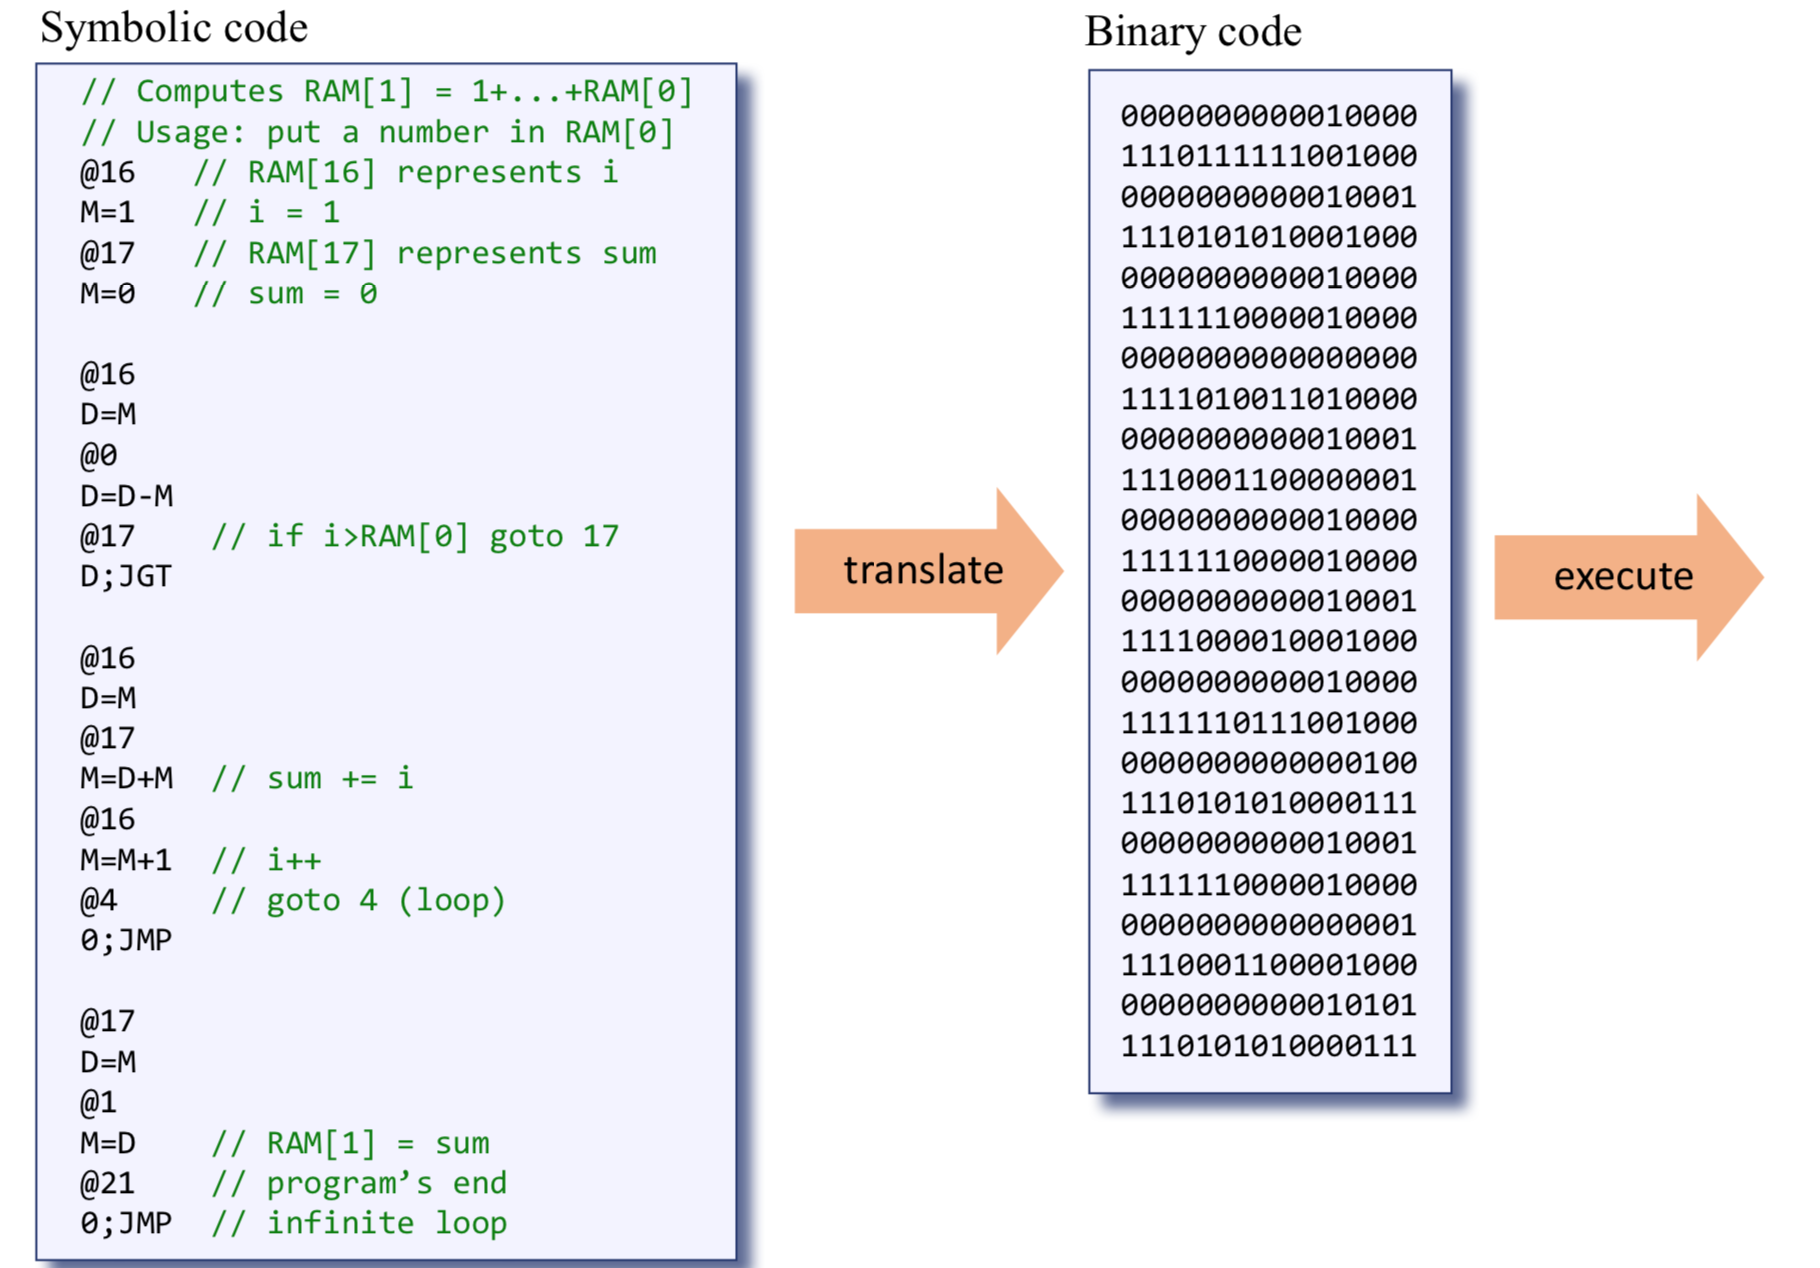 Symbolic code
// Computes RAM[1] = 1+...+RAM[0]
// Usage: put a number in RAM[0]
@16   // RAM[16] represents i
M=1   // i = 1
@17   // RAM[17] represents sum
M=0   // sum = 0
@16
D=M
@0
D=D-M
@17     // if i>RAM[0] goto 17
D;JGT
@16
D=M
@17
M=D+M  // sum += i
@16
M=M+1  // i++
@4     // goto 4 (loop)
0;JMP
@17
D=M
@1
M=D    // RAM[1] = sum
@21    // program’s end
0;JMP  // infinite loop
translate
Binary code
0000000000010000
1110111111001000
0000000000010001
1110101010001000
0000000000010000
1111110000010000
0000000000000000
1111010011010000
0000000000010001
1110001100000001
0000000000010000
1111110000010000
0000000000010001
1111000010001000
0000000000010000
1111110111001000
0000000000000100
1110101010000111
0000000000010001
1111110000010000
0000000000000001
1110001100001000
0000000000010101
1110101010000111
execute